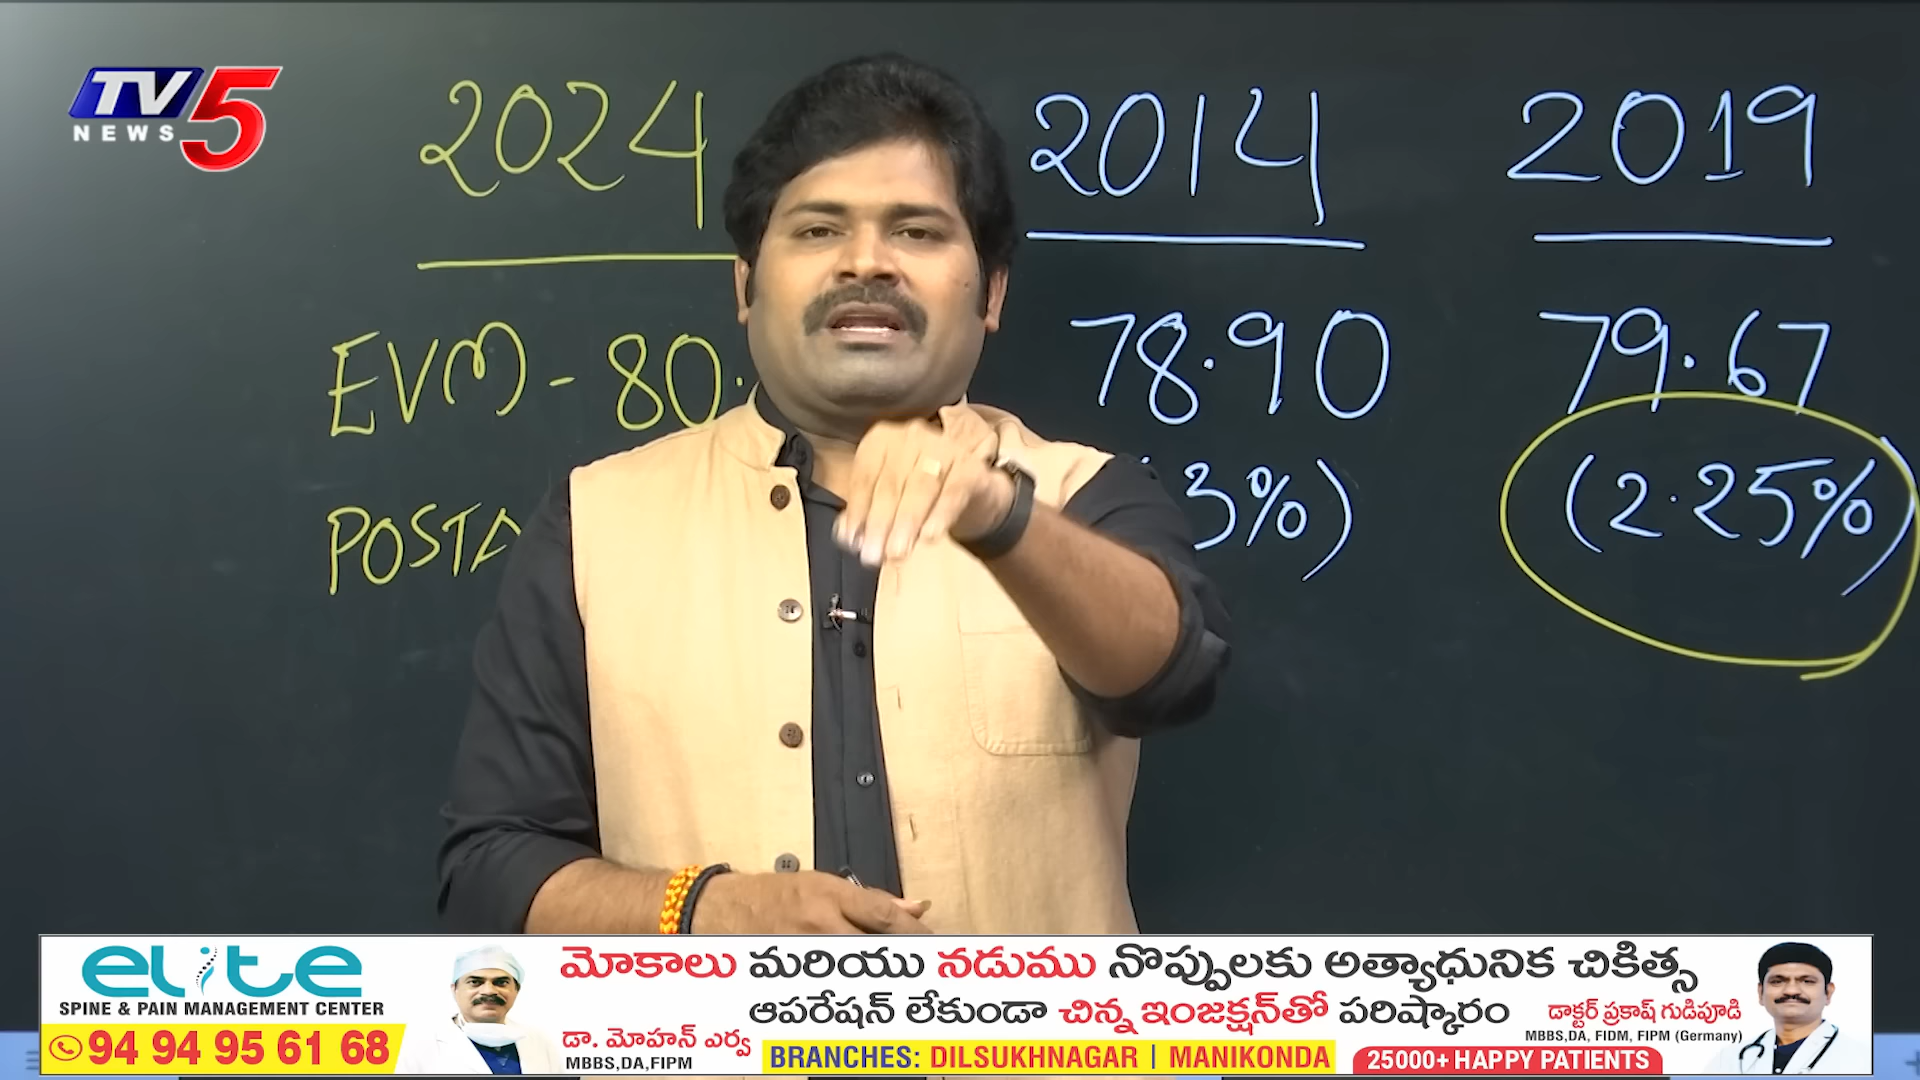 TV5
NEWS
2024 2014 2019
EVM - 80. 78.90 79.67
3%) (2.25%)
elite
SPINE & PAIN MANAGEMENT CENTER
94 94 95 61 68
డా. మోహన్ ఎర్వ
MBBS,DA,FIPM
మోకాలు మరియు నడుము నొప్పులకు అత్యాధునిక చికిత్స
ఆపరేషన్ లేకుండా చిన్న ఇంజక్షన్‌తో పరిష్కారం
డాక్టర్ ప్రకాష్ గుడిపూడి
MBBS,DA, FIDM, FIPM (Germany)
BRANCHES: DILSUKHNAGAR | MANIKONDA
25000+ HAPPY PATIENTS